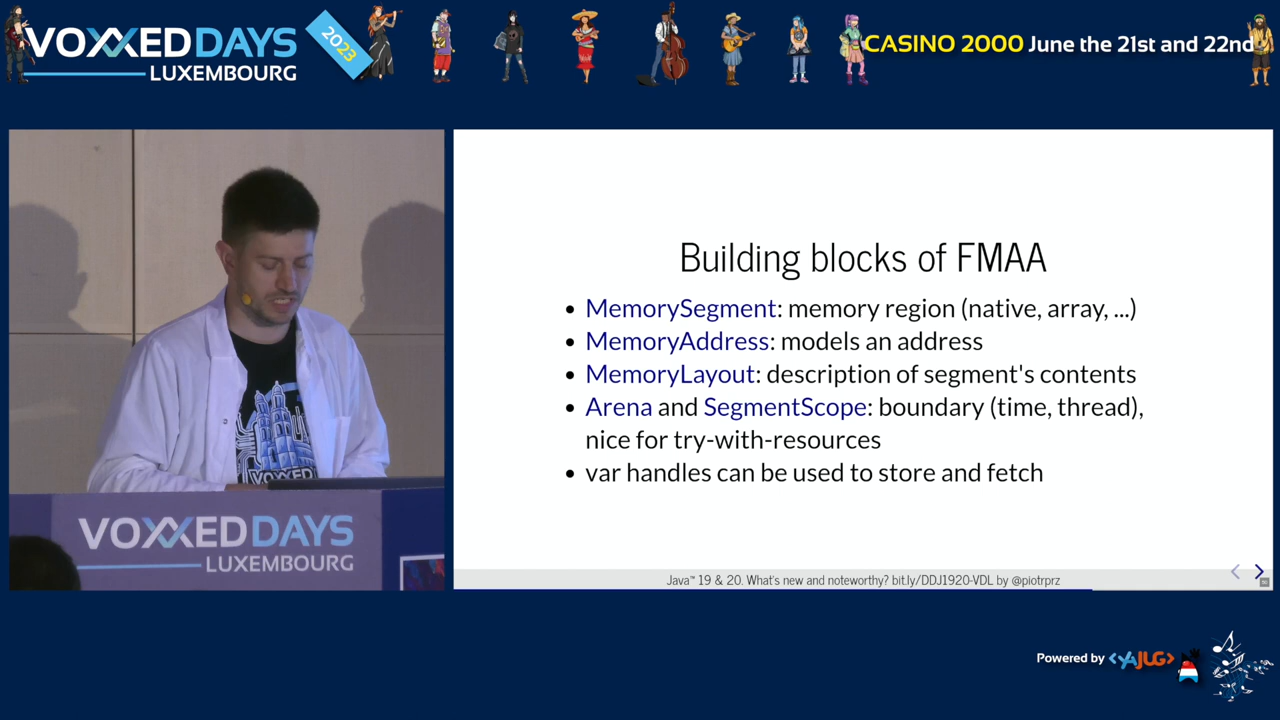 VOXXED DAYS
LUXEMBOURG
2023
CASINO 2000 June the 21st and 22nd
Building blocks of FMAA
• MemorySegment: memory region (native, array, ...)
• MemoryAddress: models an address
• MemoryLayout: description of segment's contents
• Arena and SegmentScope: boundary (time, thread),
nice for try-with-resources
• var handles can be used to store and fetch
Java™ 19 & 20. What's new and noteworthy? bit.ly/DDJ1920-VDL by @piotrprz
VOXXED
VOXXED DAYS
LUXEMBOURG
Powered by <YAJUG>